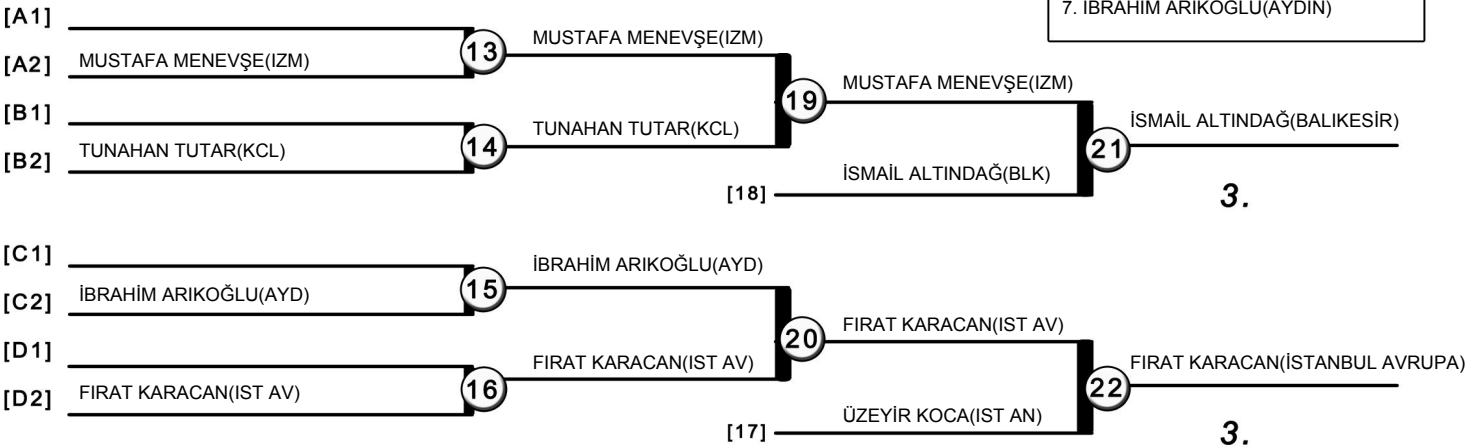 7. İBRAHİM ARIKOĞLU(AYDIN)
[A1]
[A2] MUSTAFA MENEVŞE(IZM)
13 MUSTAFA MENEVŞE(IZM)
[B1]
[B2] TUNAHAN TUTAR(KCL)
14 TUNAHAN TUTAR(KCL)
19 MUSTAFA MENEVŞE(IZM)
[18] İSMAİL ALTINDAĞ(BLK)
21 İSMAİL ALTINDAĞ(BALIKESİR)
3.
[C1]
[C2] İBRAHİM ARIKOĞLU(AYD)
15 İBRAHİM ARIKOĞLU(AYD)
[D1]
[D2] FIRAT KARACAN(IST AV)
16 FIRAT KARACAN(IST AV)
20 FIRAT KARACAN(IST AV)
[17] ÜZEYİR KOCA(IST AN)
22 FIRAT KARACAN(İSTANBUL AVRUPA)
3.